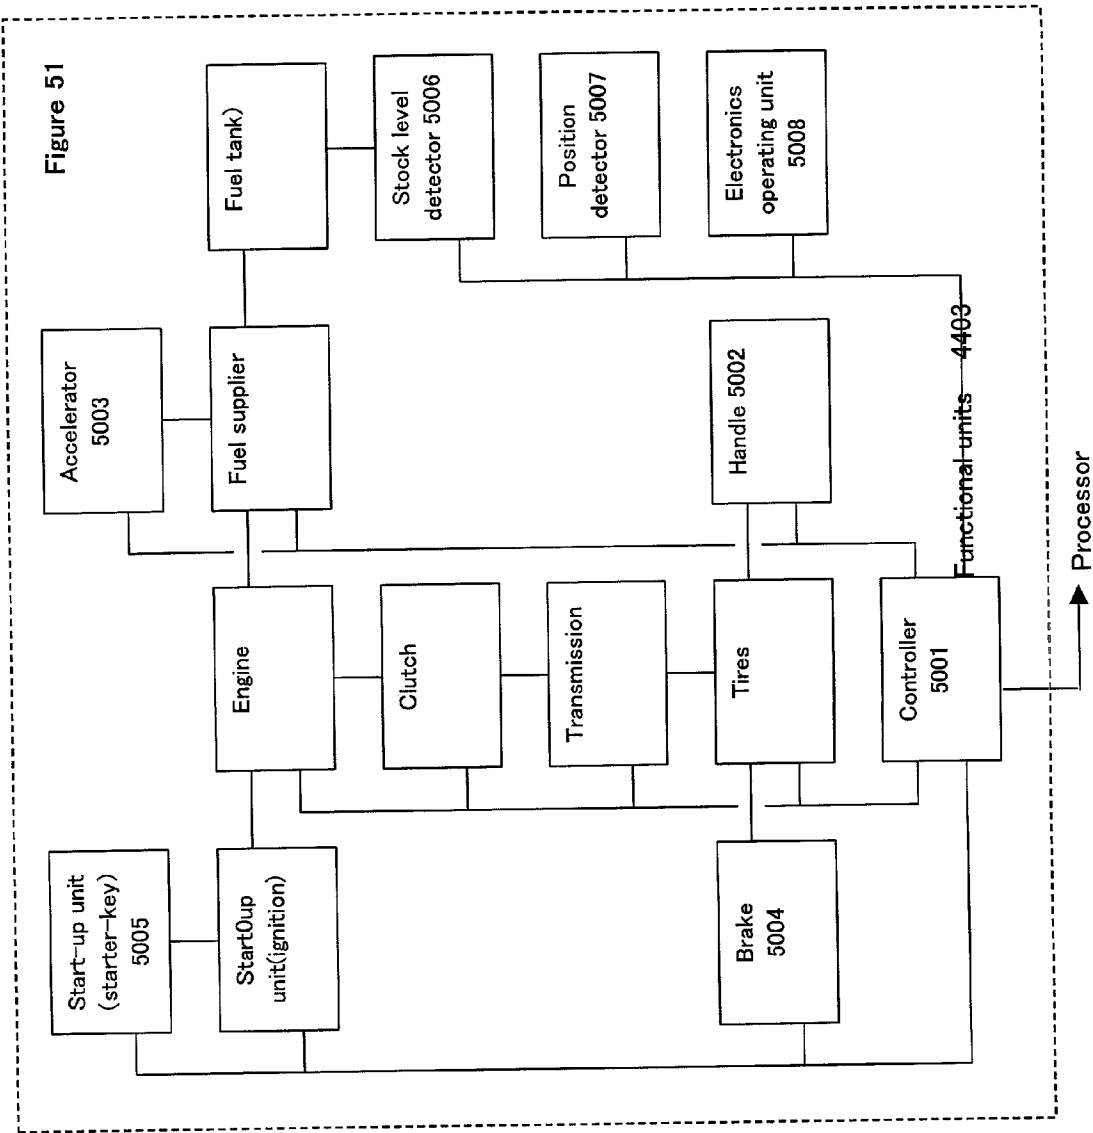 Figure 51
Start-up unit
(starter-key)
5005
Accelerator
5003
Start0up
unit(ignition)
Engine
Fuel supplier
Fuel tank)
Clutch
Stock level
detector 5006
Transmission
Position
detector 5007
Brake
5004
Tires
Handle 5002
Electronics
operating unit
5008
Controller
5001
Functional units 4403
Processor